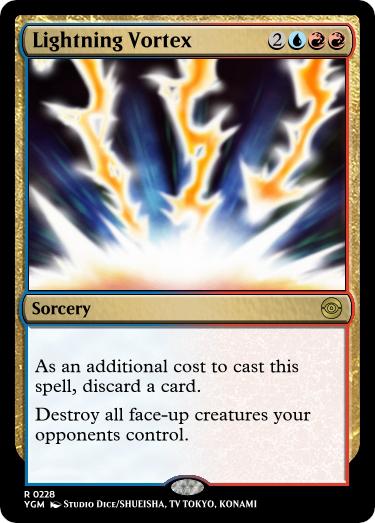 Lightning Vortex 2
Sorcery
As an additional cost to cast this
spell, discard a card.
Destroy all face-up creatures your
opponents control.
R 0228
YGM Studio Dice/SHUEISHA, TV TOKYO, KONAMI